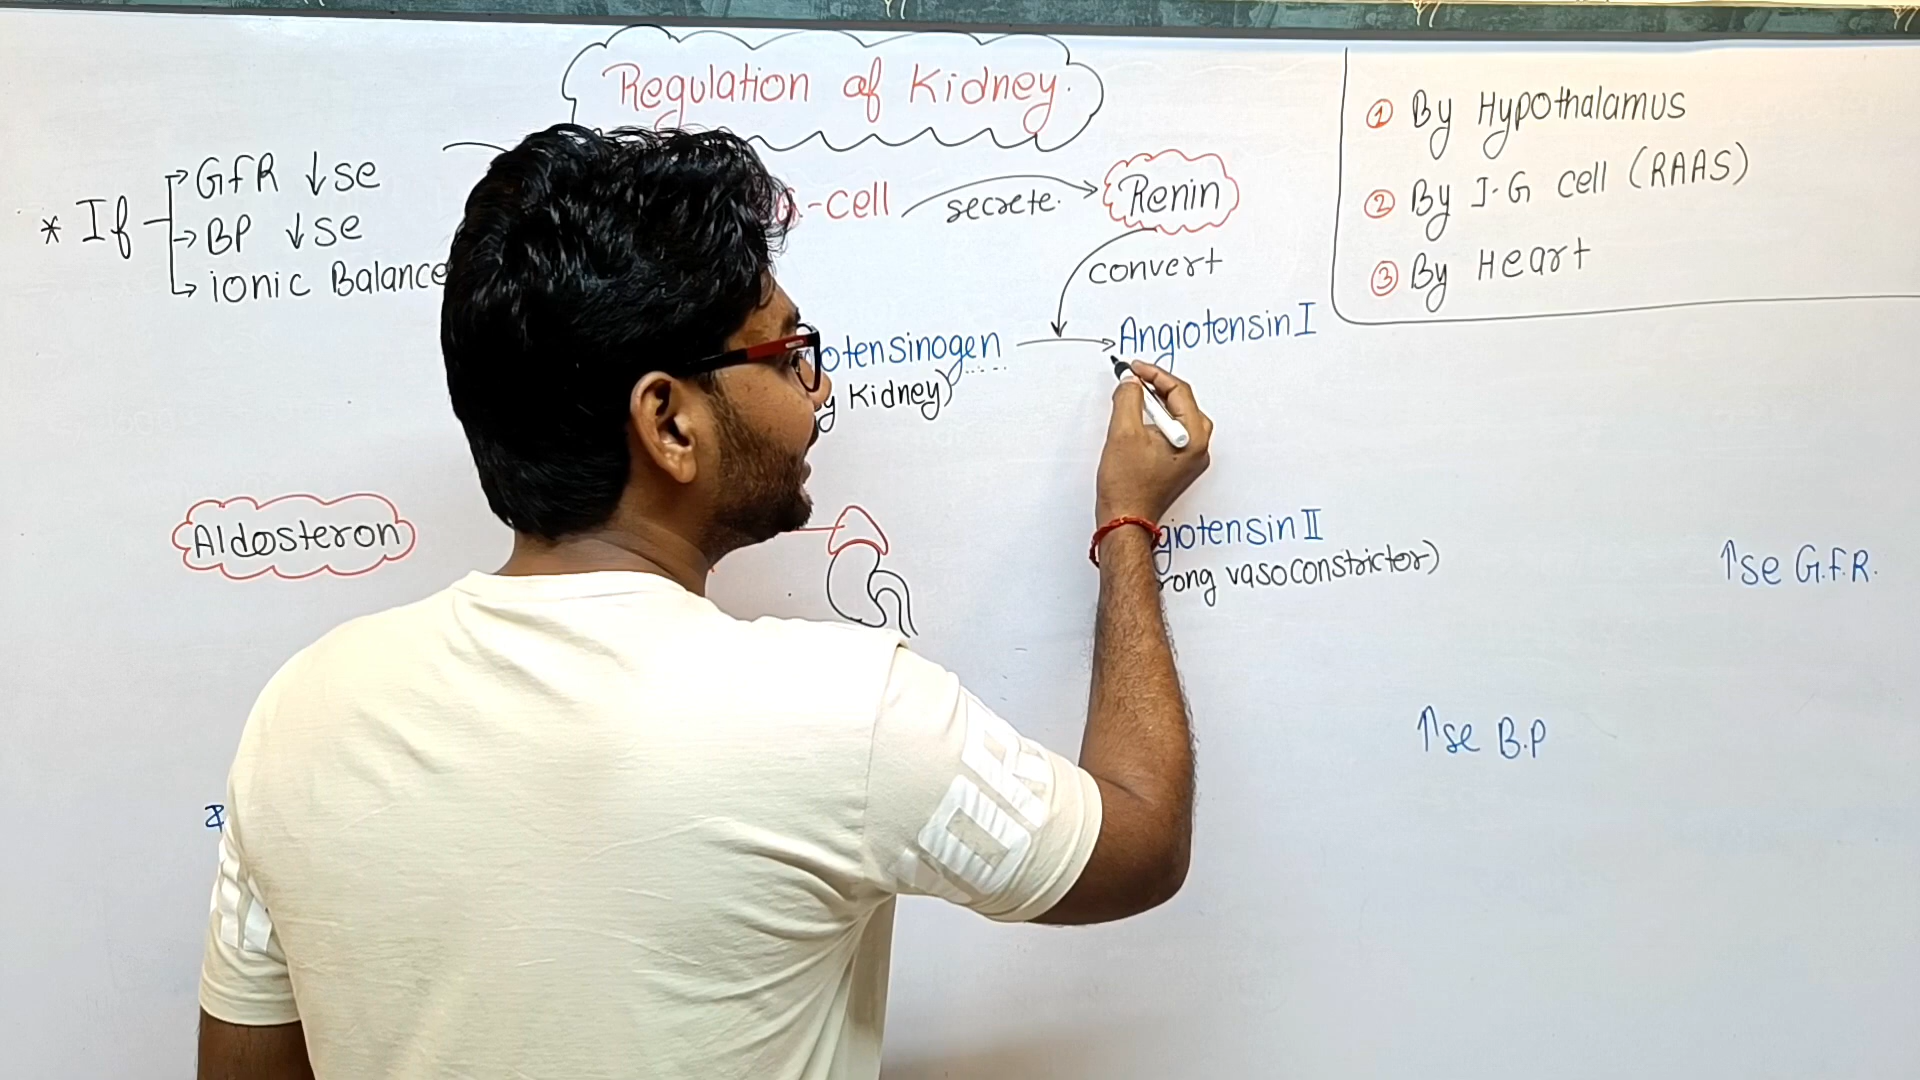 Regulation of Kidney.
* If
GfR ↓se
BP ↓se
ionic Balance
-cell
secrete.
Renin
convert
otensinogen
y Kidney)
Angiotensin I
① By Hypothalamus
② By J-G cell (RAAS)
③ By Heart
Aldosteron
giotensin II
rong vasoconstrictor)
↑se G.f.R.
↑se B.P